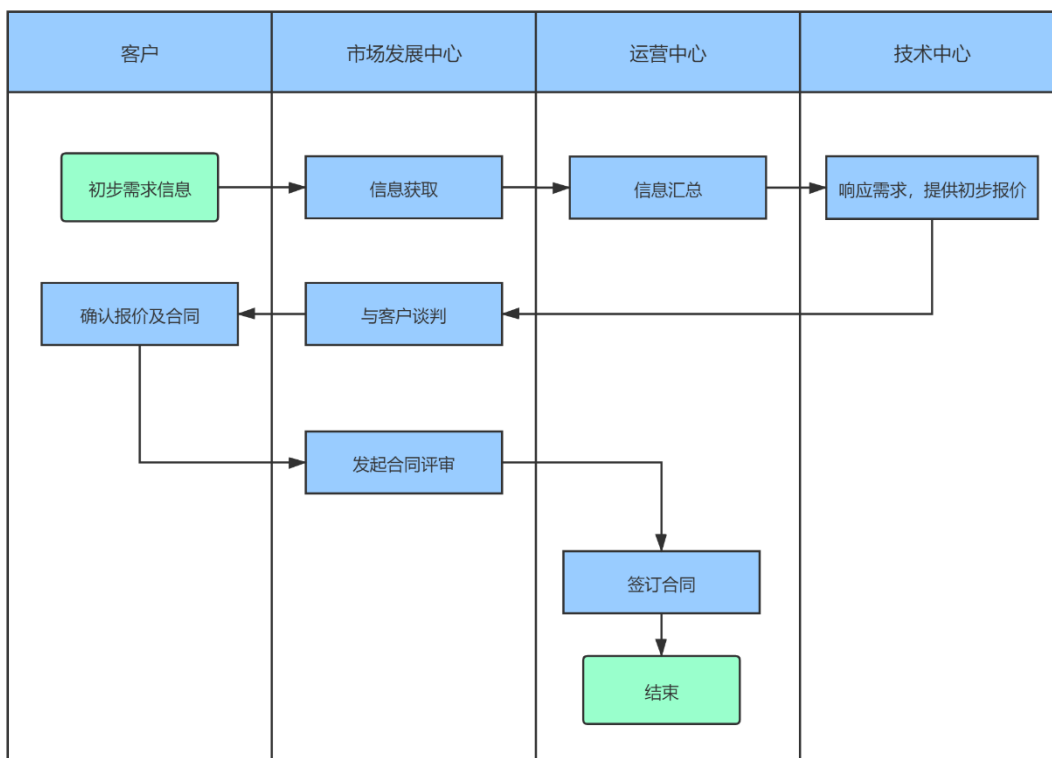 客户
市场发展中心
运营中心
技术中心
初步需求信息
信息获取
信息汇总
响应需求，提供初步报价
确认报价及合同
与客户谈判
发起合同评审
签订合同
结束